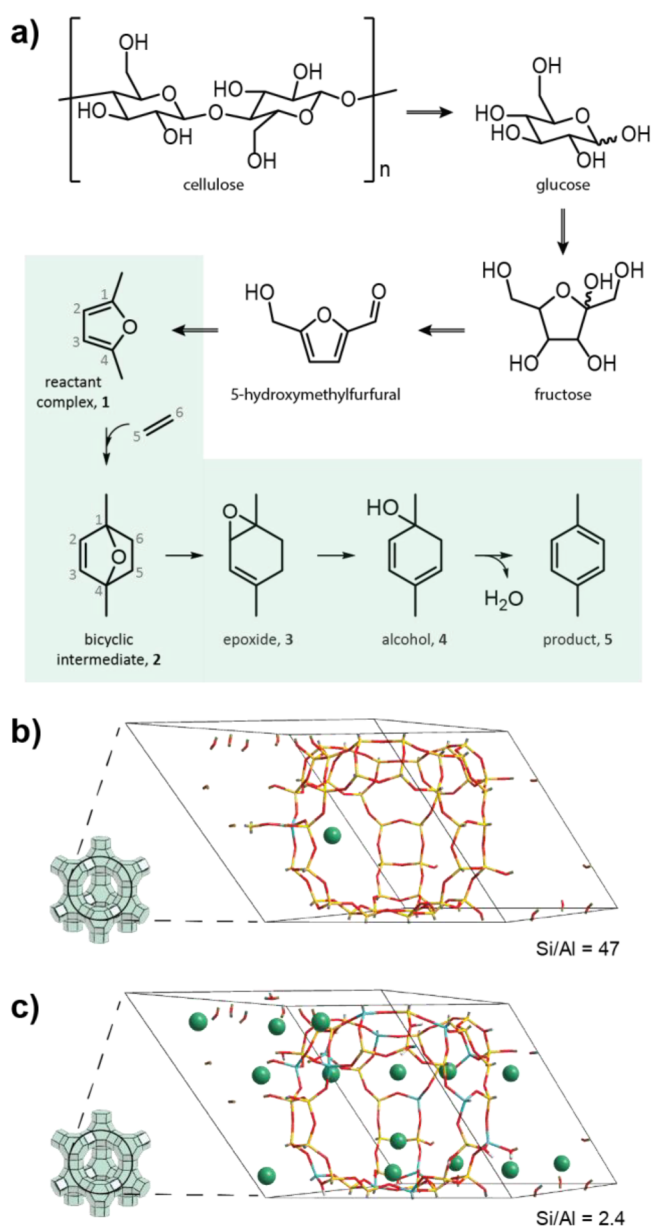 a)
OH
OH
OH
O
O
O
HO
HO
O
O
OH
OH
n
cellulose
OH
HO
O
HO
OH
OH
glucose
HO
O
OH
OH
OH
OH
fructose
HO
O
O
5-hydroxymethylfurfural
1
2
O
3
4
reactant
complex, 1
6
5
1
2
6
O
3
5
4
bicyclic
intermediate, 2
O
epoxide, 3
HO
alcohol, 4
H2O
product, 5
b)
Si/Al = 47
c)
Si/Al = 2.4